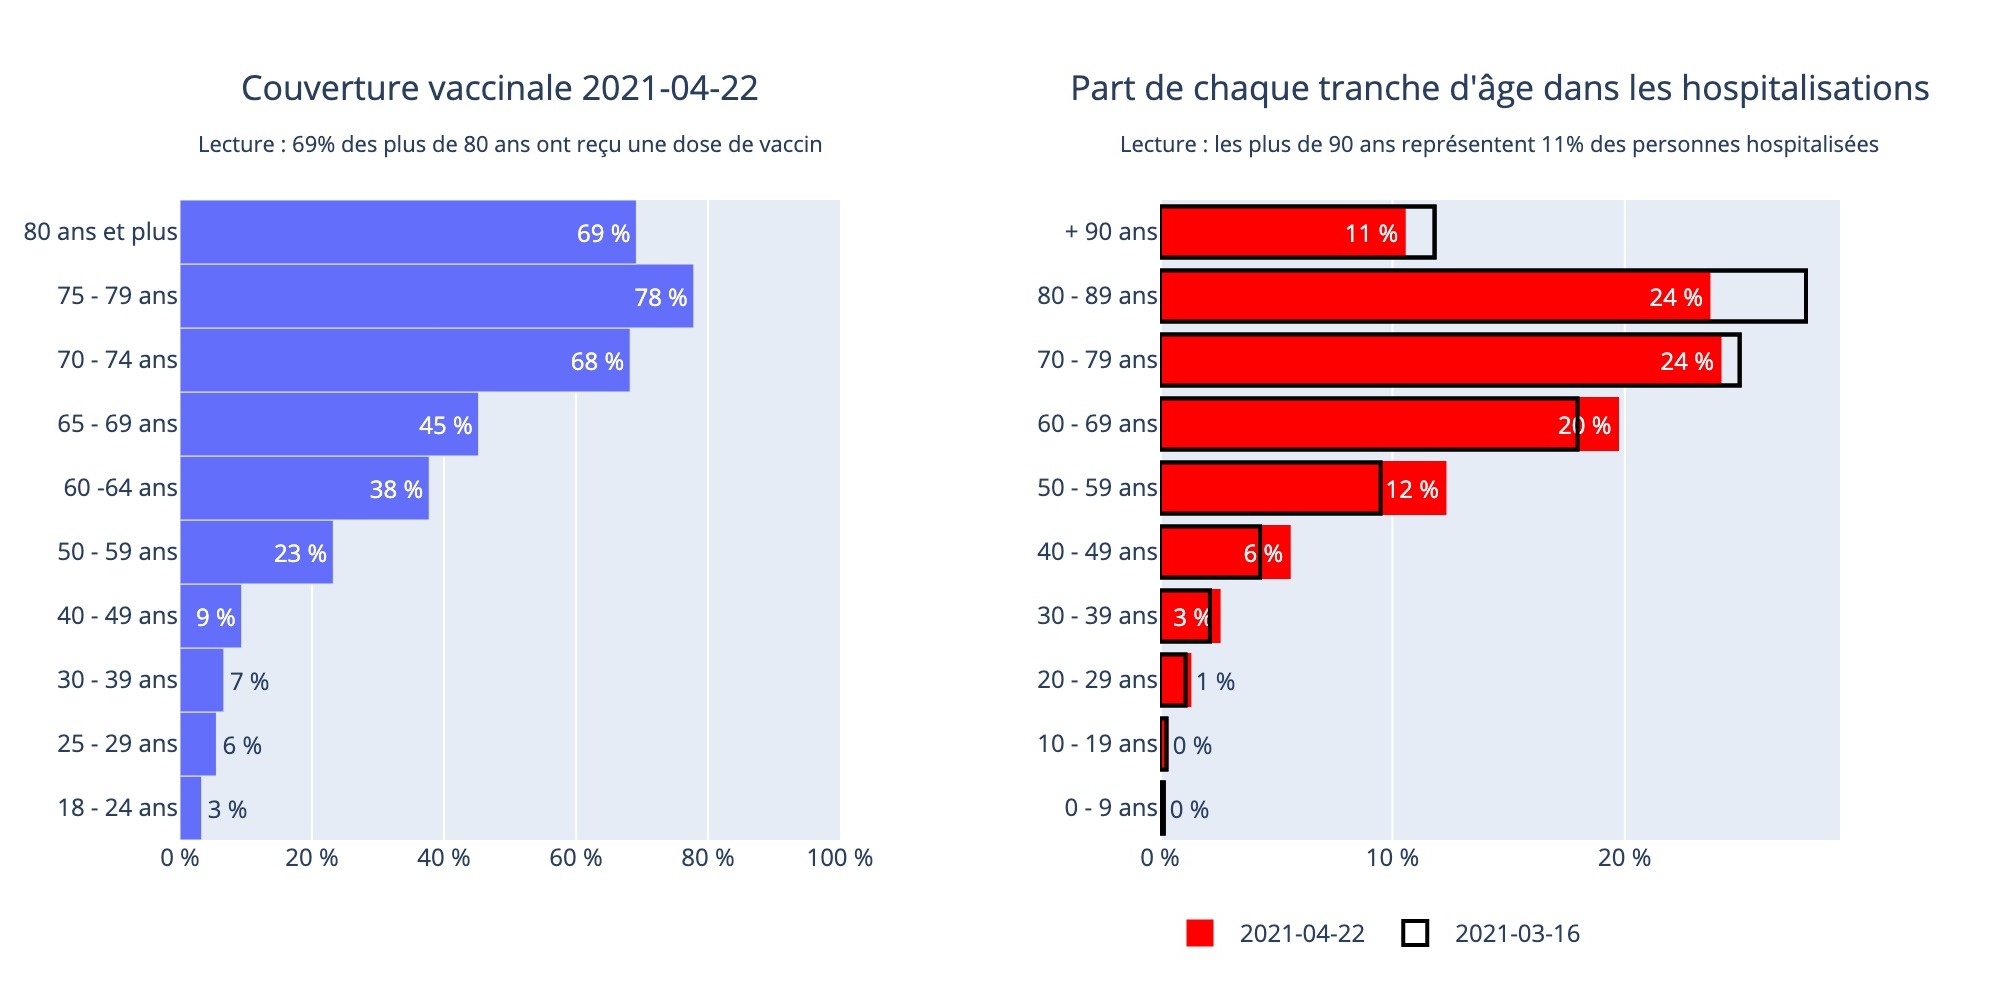 Couverture vaccinale 2021-04-22
Lecture : 69% des plus de 80 ans ont reçu une dose de vaccin
80 ans et plus 69 %
75 - 79 ans 78 %
70 - 74 ans 68 %
65 - 69 ans 45 %
60 -64 ans 38 %
50 - 59 ans 23 %
40 - 49 ans 9 %
30 - 39 ans 7 %
25 - 29 ans 6 %
18 - 24 ans 3 %
0 % 20 % 40 % 60 % 80 % 100 %
Part de chaque tranche d'âge dans les hospitalisations
Lecture : les plus de 90 ans représentent 11% des personnes hospitalisées
+ 90 ans 11 %
80 - 89 ans 24 %
70 - 79 ans 24 %
60 - 69 ans 20 %
50 - 59 ans 12 %
40 - 49 ans 6 %
30 - 39 ans 3 %
20 - 29 ans 1 %
10 - 19 ans 0 %
0 - 9 ans 0 %
0 % 10 % 20 %
2021-04-22 2021-03-16